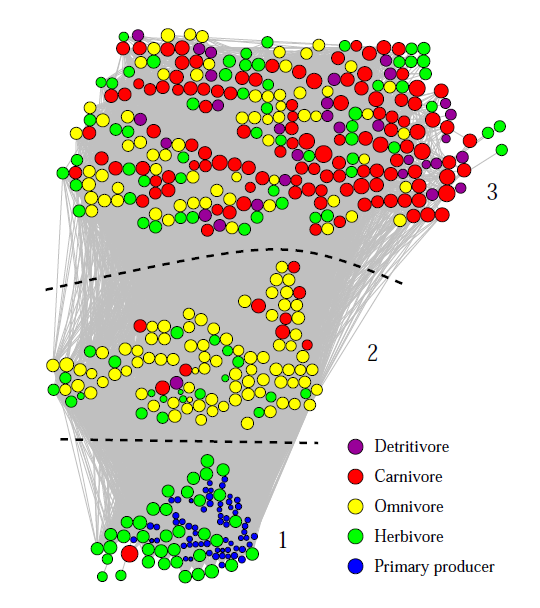 3
2
1
Detritivore
Carnivore
Omnivore
Herbivore
Primary producer